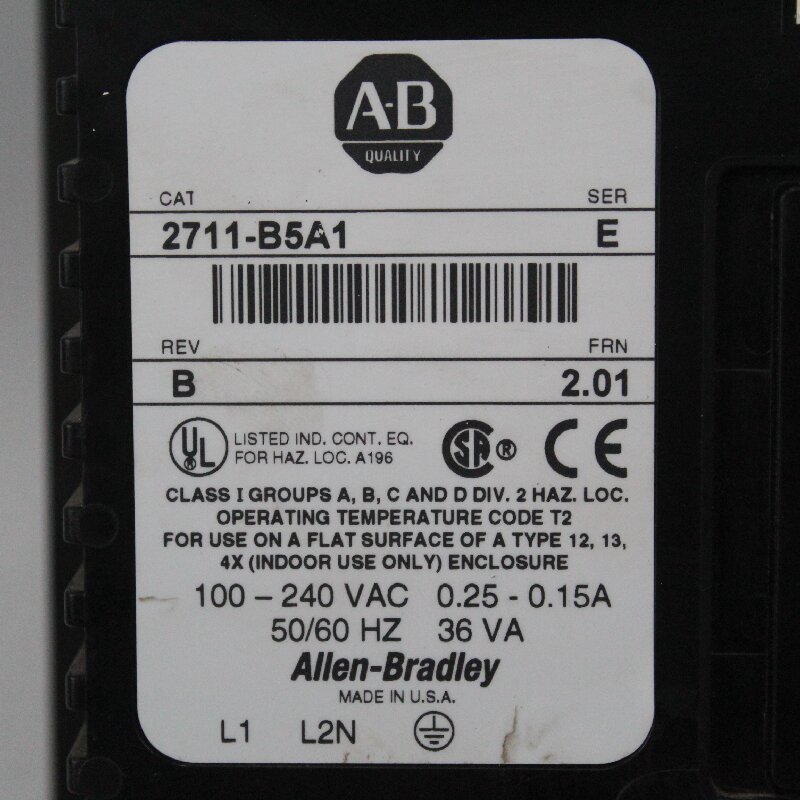 A-B
QUALITY
CAT SER
2711-B5A1 E
REV FRN
B 2.01
UL LISTED IND. CONT. EQ.
FOR HAZ. LOC. A196
SA ® CE
CLASS I GROUPS A, B, C AND D DIV. 2 HAZ. LOC.
OPERATING TEMPERATURE CODE T2
FOR USE ON A FLAT SURFACE OF A TYPE 12, 13,
4X (INDOOR USE ONLY) ENCLOSURE
100 – 240 VAC 0.25 - 0.15A
50/60 HZ 36 VA
Allen-Bradley
MADE IN U.S.A.
L1 L2N